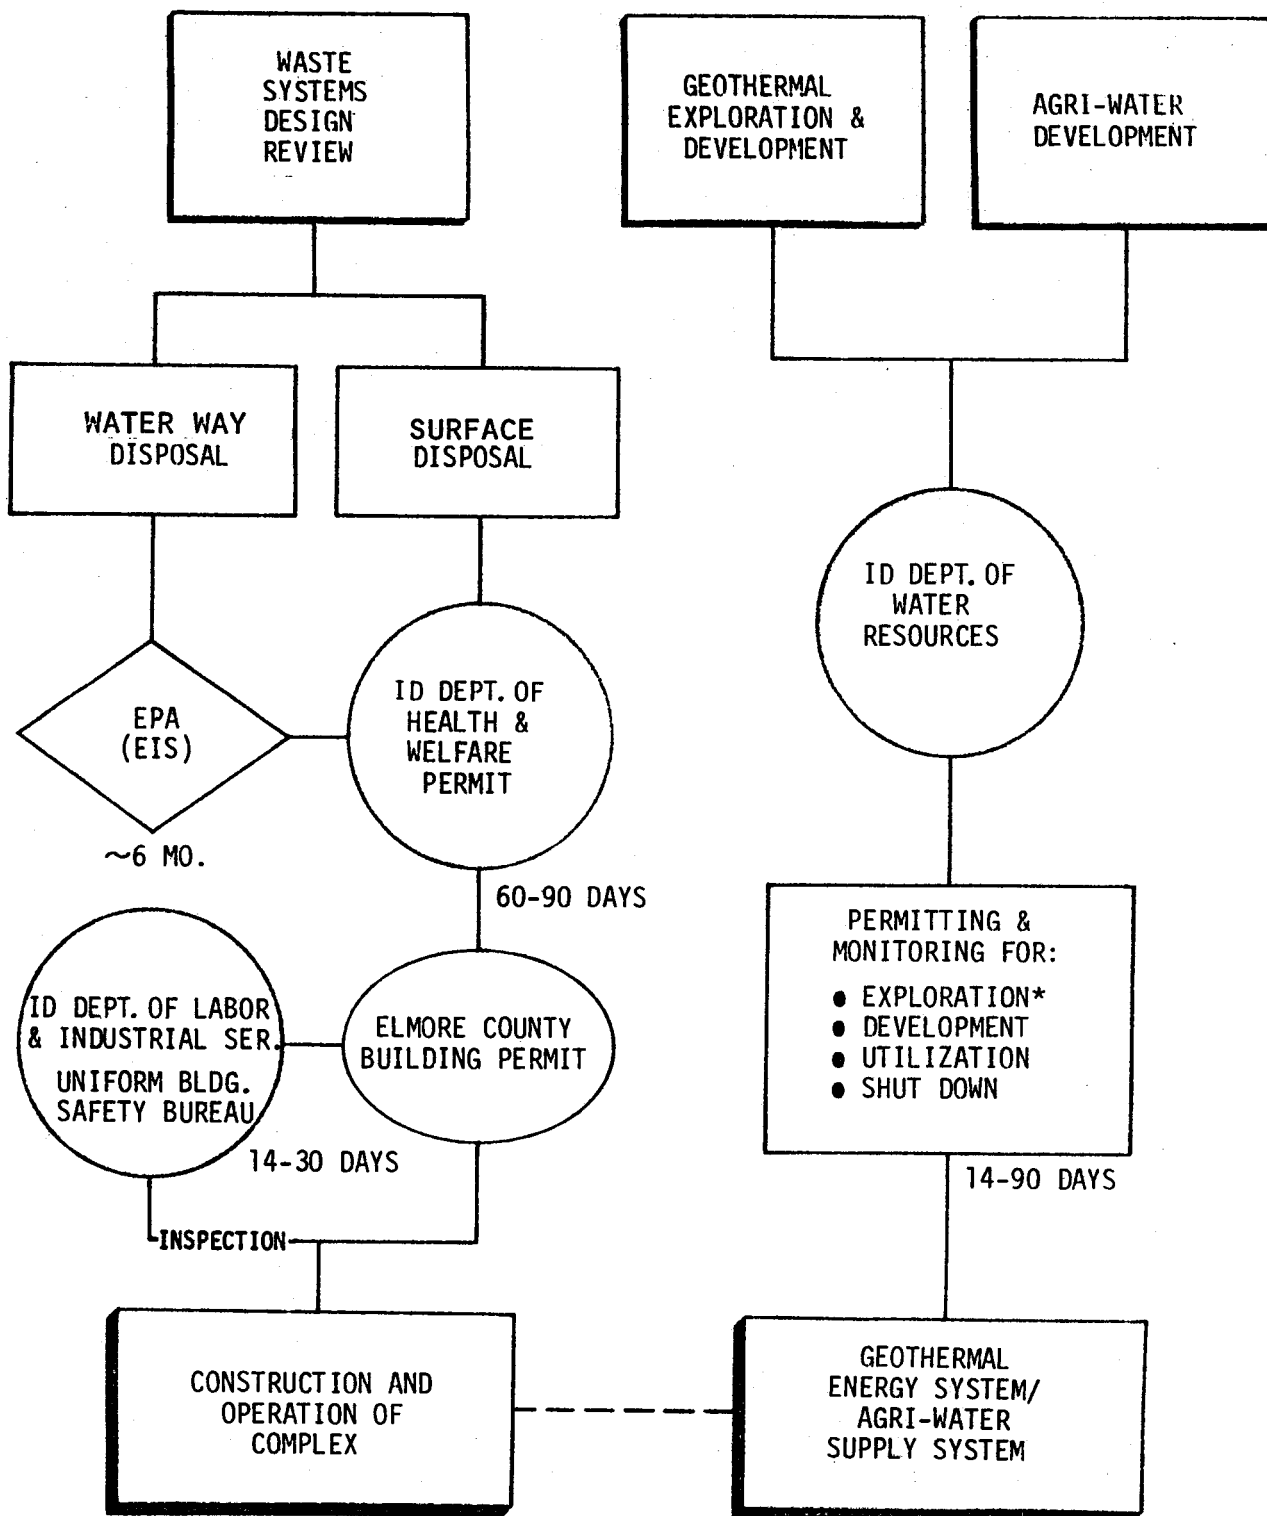 WASTE
SYSTEMS
DESIGN
REVIEW
GEOTHERMAL
EXPLORATION &
DEVELOPMENT
AGRI-WATER
DEVELOPMENT
WATER WAY
DISPOSAL
SURFACE
DISPOSAL
ID DEPT. OF
WATER
RESOURCES
EPA
(EIS)
~6 MO.
ID DEPT. OF
HEALTH &
WELFARE
PERMIT
60-90 DAYS
ID DEPT. OF LABOR
& INDUSTRIAL SER.
UNIFORM BLDG.
SAFETY BUREAU
14-30 DAYS
ELMORE COUNTY
BUILDING PERMIT
PERMITTING &
MONITORING FOR:
● EXPLORATION*
● DEVELOPMENT
● UTILIZATION
● SHUT DOWN
14-90 DAYS
INSPECTION
CONSTRUCTION AND
OPERATION OF
COMPLEX
GEOTHERMAL
ENERGY SYSTEM/
AGRI-WATER
SUPPLY SYSTEM